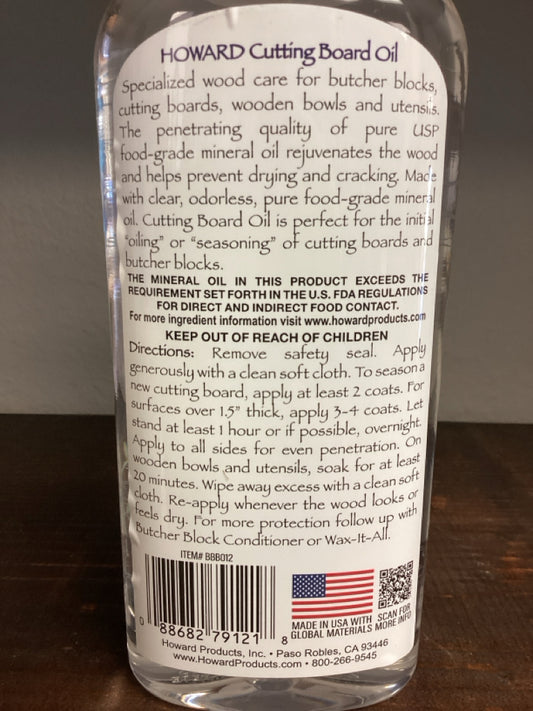 HOWARD Cutting Board Oil
Specialized wood care for butcher blocks,
cutting boards, wooden bowls and utensils.
The penetrating quality of pure USP
food-grade mineral oil rejuvenates the wood
and helps prevent drying and cracking. Made
with clear, odorless, pure food-grade mineral
oil. Cutting Board Oil is perfect for the initial
"oiling" or "seasoning" of cutting boards and
butcher blocks.
THE MINERAL OIL IN THIS PRODUCT EXCEEDS THE
REQUIREMENT SET FORTH IN THE U.S. FDA REGULATIONS
FOR DIRECT AND INDIRECT FOOD CONTACT.
For more ingredient information visit www.howardproducts.com
KEEP OUT OF REACH OF CHILDREN
Directions: Remove safety seal. Apply
generously with a clean soft cloth. To season a
new cutting board, apply at least 2 coats. For
surfaces over 1.5" thick, apply 3-4 coats. Let
stand at least 1 hour or if possible, overnight.
Apply to all sides for even penetration. On
wooden bowls and utensils, soak for at least
20 minutes. Wipe away excess with a clean soft
cloth. Re-apply whenever the wood looks or
feels dry. For more protection follow up with
Butcher Block Conditioner or Wax-It-All.
ITEM# BBB012
0 88682 79121 8
MADE IN USA WITH
GLOBAL MATERIALS
SCAN FOR
MORE INFO
Howard Products, Inc. • Paso Robles, CA 93446
www.HowardProducts.com • 800-266-9545